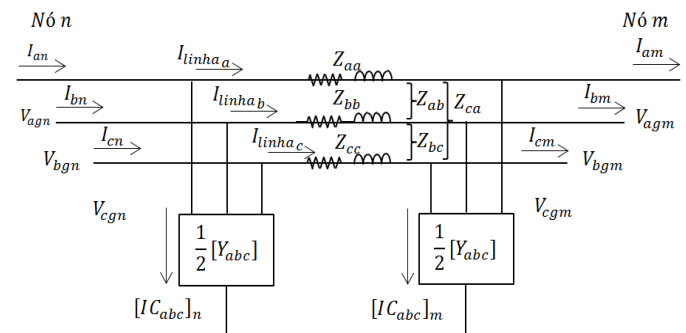 Nó n Nó m
I_an I_linha_a Z_aa I_am
I_bn I_linha_b Z_bb Z_ab Z_ca I_bm
V_agn V_agm
I_cn I_linha_c Z_cc Z_bc I_cm
V_bgn V_bgm
V_cgn V_cgm
1/2 [Y_abc] 1/2 [Y_abc]
[IC_abc]_n [IC_abc]_m